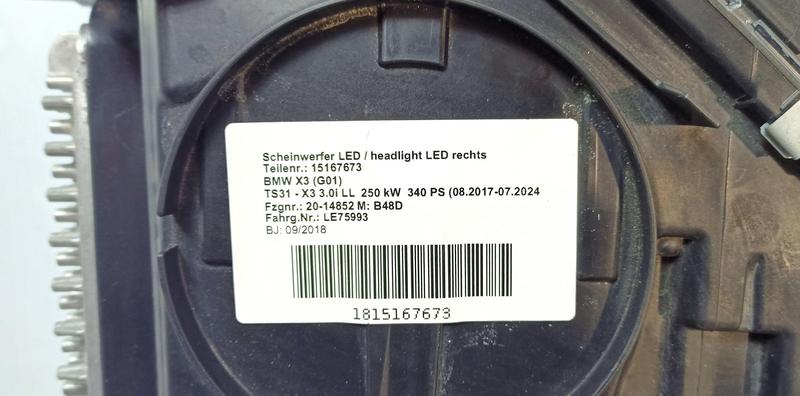 Scheinwerfer LED / headlight LED rechts
Teilenr.: 15167673
BMW X3 (G01)
TS31 - X3 3.0i LL 250 kW 340 PS (08.2017-07.2024
Fzgnr.: 20-14852 M: B48D
Fahrg.Nr.: LE75993
BJ: 09/2018
1815167673